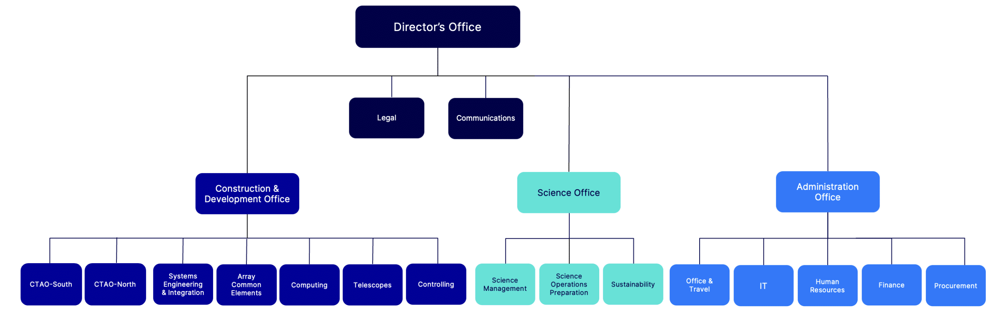 Director’s Office
Legal
Communications
Construction &
Development Office
Science Office
Administration
Office
CTAO-South
CTAO-North
Systems
Engineering
& Integration
Array
Common
Elements
Computing
Telescopes
Controlling
Science
Management
Science
Operations
Preparation
Sustainability
Office &
Travel
IT
Human
Resources
Finance
Procurement